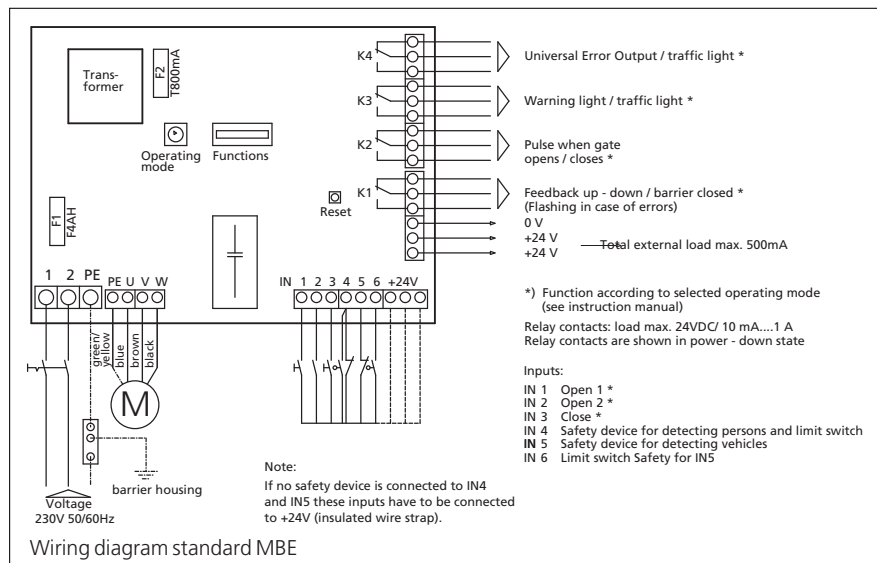 Trans-
former
F2
T800mA
Operating
mode
Functions
F1
F4AH
Reset
K4
K3
K2
K1
Universal Error Output / traffic light *
Warning light / traffic light *
Pulse when gate
opens / closes *
Feedback up - down / barrier closed *
(Flashing in case of errors)
0 V
+24 V
+24 V
Total external load max. 500mA
1 2 PE
PE U V W
IN 1 2 3 4 5 6 +24V
green/
yellow
blue
brown
black
M
barrier housing
Voltage
230V 50/60Hz
*) Function according to selected operating mode
(see instruction manual)
Relay contacts: load max. 24VDC/ 10 mA....1 A
Relay contacts are shown in power - down state
Inputs:
IN 1 Open 1 *
IN 2 Open 2 *
IN 3 Close *
IN 4 Safety device for detecting persons and limit switch
IN 5 Safety device for detecting vehicles
IN 6 Limit switch Safety for IN5
Note:
If no safety device is connected to IN4
and IN5 these inputs have to be connected
to +24V (insulated wire strap).
Wiring diagram standard MBE